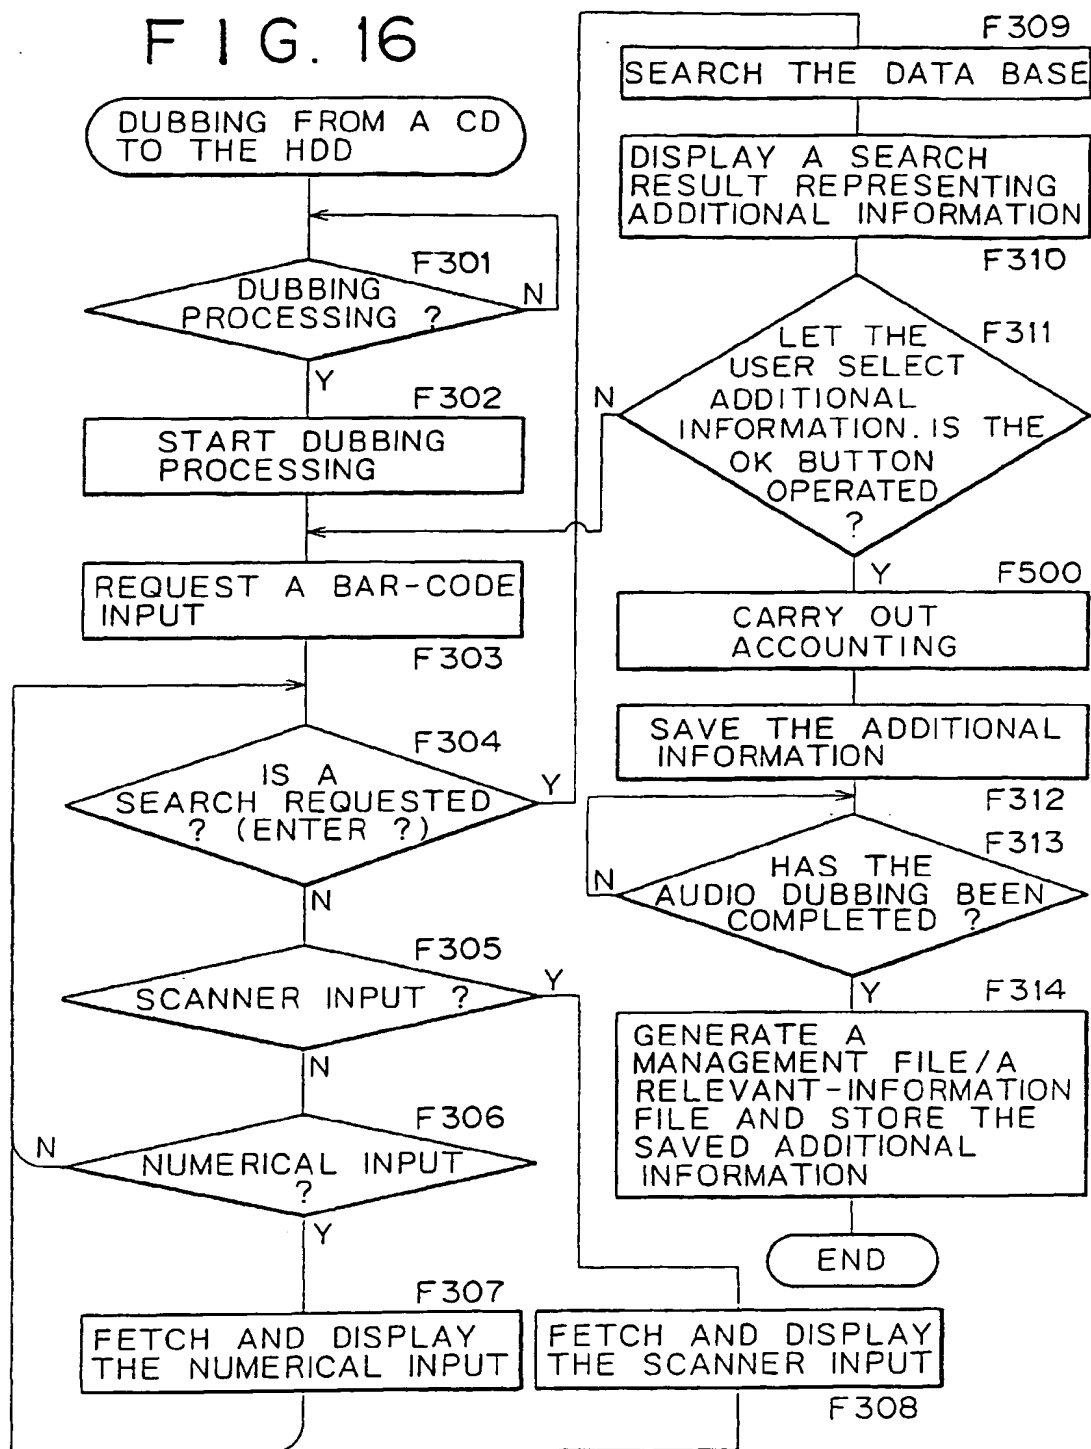 FIG. 16
DUBBING FROM A CD
TO THE HDD
F301
DUBBING
PROCESSING ?
N
Y
F302
START DUBBING
PROCESSING
REQUEST A BAR-CODE
INPUT
F303
F304
IS A
SEARCH REQUESTED
? (ENTER ?)
Y
N
F305
SCANNER INPUT ?
Y
N
F306
NUMERICAL INPUT
?
N
Y
F307
FETCH AND DISPLAY
THE NUMERICAL INPUT
FETCH AND DISPLAY
THE SCANNER INPUT
F308
F309
SEARCH THE DATA BASE
DISPLAY A SEARCH
RESULT REPRESENTING
ADDITIONAL INFORMATION
F310
F311
LET THE
USER SELECT
ADDITIONAL
INFORMATION. IS THE
OK BUTTON
OPERATED
?
N
Y
F500
CARRY OUT
ACCOUNTING
SAVE THE ADDITIONAL
INFORMATION
F312
F313
HAS THE
AUDIO DUBBING BEEN
COMPLETED ?
N
Y
F314
GENERATE A
MANAGEMENT FILE/A
RELEVANT-INFORMATION
FILE AND STORE THE
SAVED ADDITIONAL
INFORMATION
END